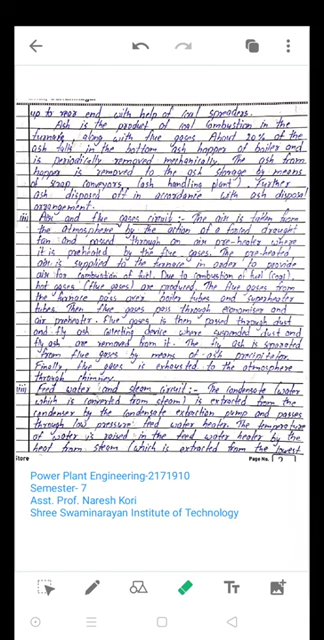 up to rear end with help of coal spreaders.
Ash is the product of coal combustion in the
furnace, along with flue gases. About 20% of the
ash falls in the bottom ash hopper of boiler and
is periodically removed mechanically. The ash from
hopper is removed to the ash storage by means
of scrap conveyors, (ash handling plant). Further
ash disposed off in accordance with ash disposal
arrangement.
(ii) Air and flue gases circuit :- The air is taken from
the atmosphere by the action of a forced draught
fan and passed through an air pre-heater where
it is preheated by the flue gases. The pre-heated
air is supplied to the furnace in order to provide
air for combustion of fuel. Due to combustion of fuel (coal),
hot gases (flue gases) are produced. The flue gases from
the furnace pass over boiler tubes and superheater
tubes. Then flue gases pass through economiser and
air preheater. Flue gases is then passed through dust
and fly ash collecting device where suspended dust and
fly ash are removed from it. The fly ash is separated
from flue gases by means of ash precipitator.
Finally, flue gases is exhausted to the atmosphere
through chimney.
(iii) Feed water and steam circuit :- The condensate (water
which is converted from steam) is extracted from the
condenser by the condensate extraction pump and passes
through low pressure feed water heater. The temprature
of water is raised in the feed water heater by the
heat from steam (which is extracted from the lowest
Store
Page No. 3
Power Plant Engineering-2171910
Semester- 7
Asst. Prof. Naresh Kori
Shree Swaminarayan Institute of Technology